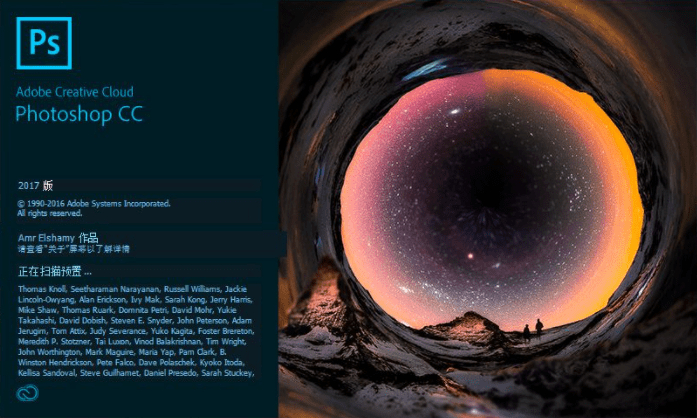 Ps
Adobe Creative Cloud
Photoshop CC
2017 版
© 1990-2016 Adobe Systems Incorporated.
All rights reserved.
Amr Elshamy 作品
请查看“关于”屏幕以了解详情
正在扫描预置 ...
Thomas Knoll, Seetharaman Narayanan, Russell Williams, Jackie
Lincoln-Owyang, Alan Erickson, Ivy Mak, Sarah Kong, Jerry Harris,
Mike Shaw, Thomas Ruark, Domnita Petri, David Mohr, Yukie
Takahashi, David Dobish, Steven E. Snyder, John Peterson, Adam
Jerugim, Tom Attix, Judy Severance, Yuko Kagita, Foster Brereton,
Meredith P. Stotzner, Tai Luxon, Vinod Balakrishnan, Tim Wright,
John Worthington, Mark Maguire, Maria Yap, Pam Clark, B.
Winston Hendrickson, Pete Falco, Dave Polaschek, Kyoko Itoda,
Kellisa Sandoval, Steve Guilhamet, Daniel Presedo, Sarah Stuckey,